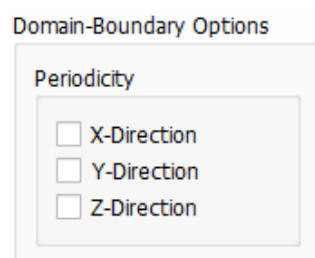 Domain-Boundary Options
Periodicity
X-Direction
Y-Direction
Z-Direction